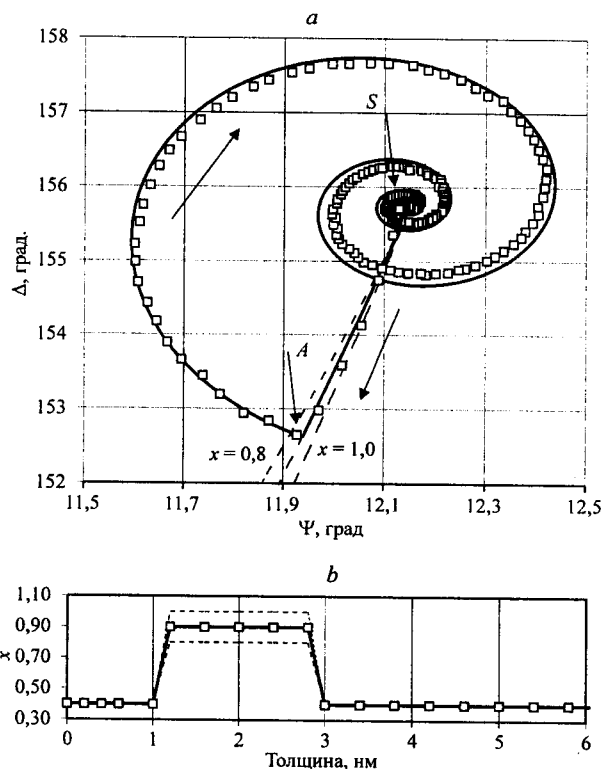 a
158
157
156
155
154
153
152
Δ, град.
S
A
x = 0,8
x = 1,0
11,5
11,7
11,9
12,1
12,3
12,5
Ψ, град
b
1,10
0,90
0,70
0,50
0,30
x
0
1
2
3
4
5
6
Толщина, нм